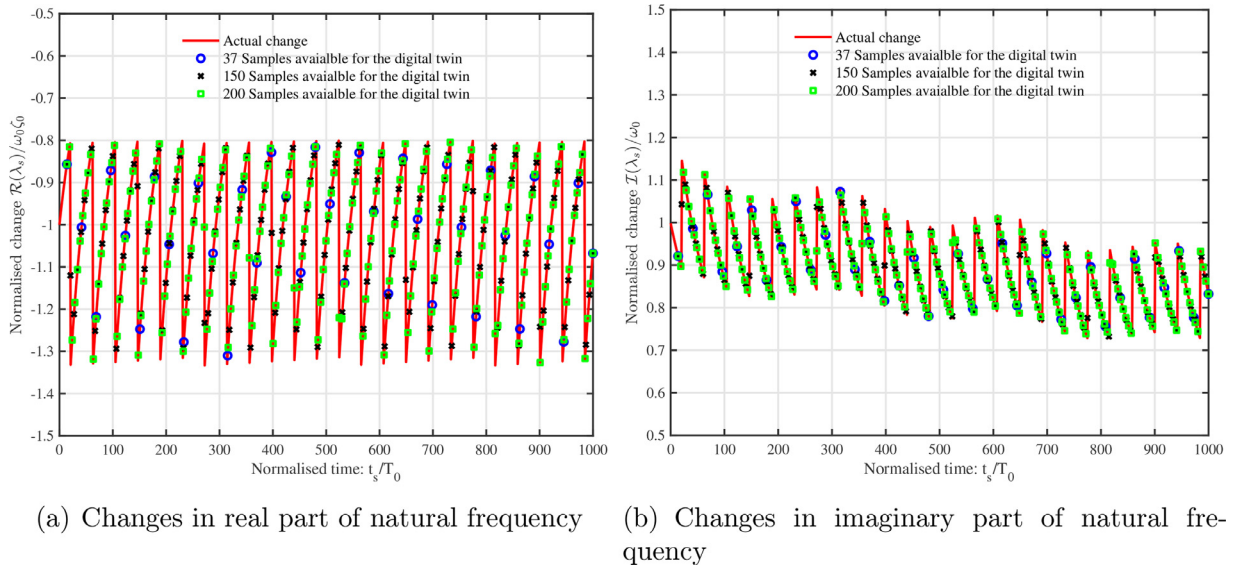 -0.5
-0.6
-0.7
-0.8
-0.9
-1
-1.1
-1.2
-1.3
-1.4
-1.5
Normalised change ℛ(λₛ)/ω₀ζ₀
Actual change
37 Samples avaialble for the digital twin
150 Samples avaialble for the digital twin
200 Samples avaialble for the digital twin
0 100 200 300 400 500 600 700 800 900 1000
Normalised time: tₛ/T₀
(a) Changes in real part of natural frequency
1.5
1.4
1.3
1.2
1.1
1
0.9
0.8
0.7
0.6
0.5
Normalised change ℐ(λₛ)/ω₀
Actual change
37 Samples avaialble for the digital twin
150 Samples avaialble for the digital twin
200 Samples avaialble for the digital twin
0 100 200 300 400 500 600 700 800 900 1000
Normalised time: tₛ/T₀
(b) Changes in imaginary part of natural fre-
quency